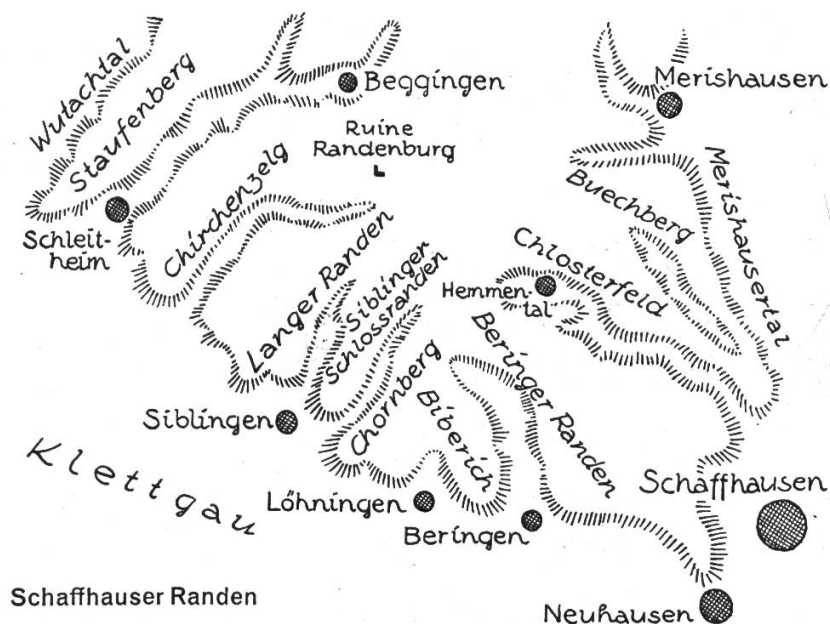 Wutachtal
Staufenberg
Beggingen
Merishausen
Ruine
Randenburg
Chirchenzelg
Buechberg
Merishausertal
Schleit-
heim
Langer Randen
Siblinger
Schlossranden
Chlosterfeld
Hemmen-
tal
Beringer Randen
Chornberg
Biberich
Siblingen
Klettgau
Löhningen
Beringen
Schaffhausen
Schaffhauser Randen
Neuhausen